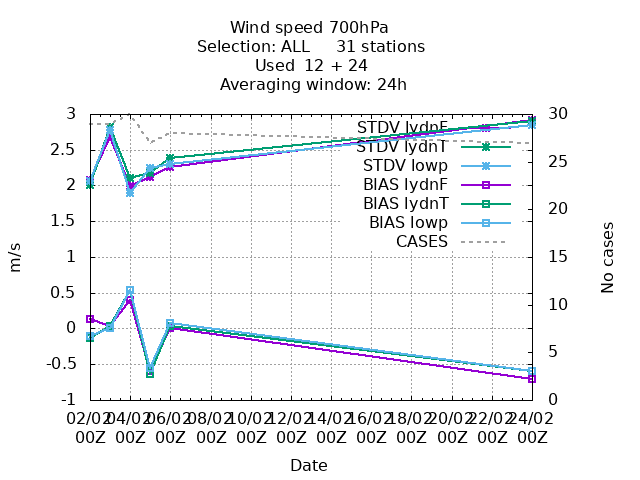 Wind speed 700hPa
Selection: ALL 31 stations
Used 12 + 24
Averaging window: 24h
3
2.5
2
1.5
1
0.5
0
-0.5
-1
m/s
30
25
20
15
10
5
0
No cases
STDV lydnF
STDV lydnT
STDV lowp
BIAS lydnF
BIAS lydnT
BIAS lowp
CASES
02/02 04/02 06/02 08/02 10/02 12/02 14/02 16/02 18/02 20/02 22/02 24/02
00Z 00Z 00Z 00Z 00Z 00Z 00Z 00Z 00Z 00Z 00Z 00Z
Date